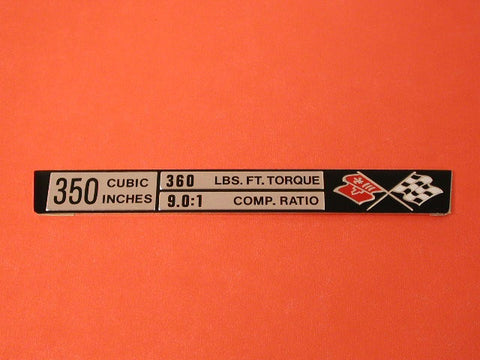 350 CUBIC INCHES
360 LBS. FT. TORQUE
9.0:1 COMP. RATIO